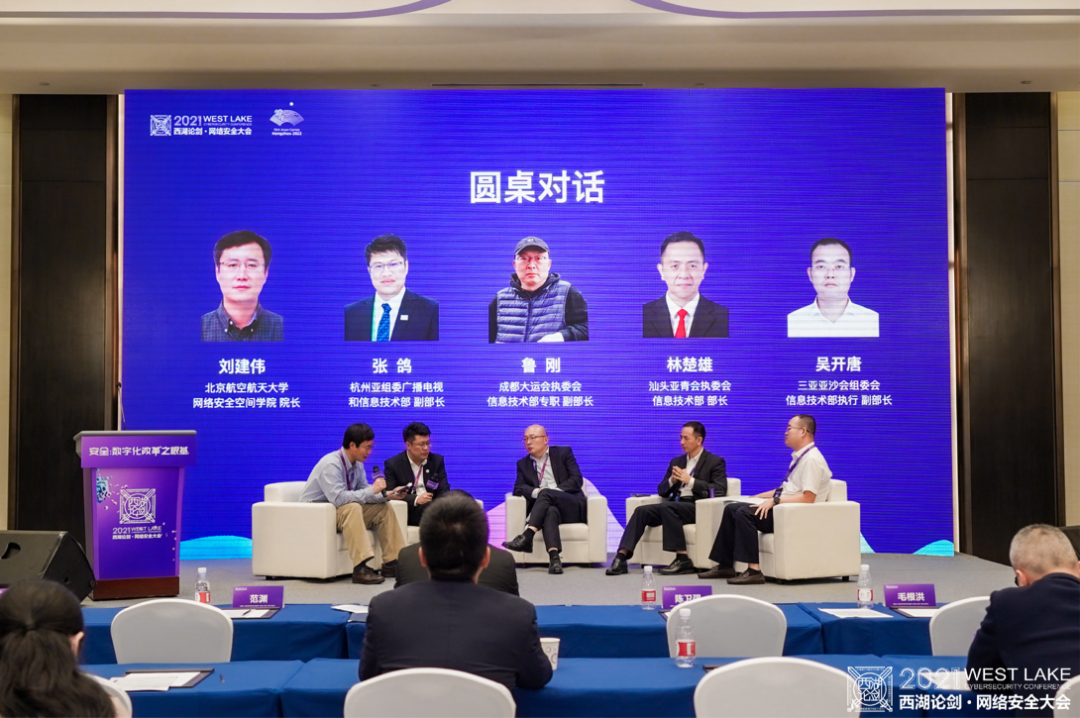 2021 WEST LAKE
CYBERSECURITY CONFERENCE
西湖论剑·网络安全大会
Hangzhou 2022
圆桌对话
刘建伟
北京航空航天大学
网络安全空间学院 院长
张 鸽
杭州亚组委广播电视
和信息技术部 副部长
鲁 刚
成都大运会执委会
信息技术部专职 副部长
林楚雄
汕头亚青会执委会
信息技术部 部长
吴开唐
三亚亚沙会组委会
信息技术部执行 副部长
安全:数字化改革之根基
2021 WEST LAKE
西湖论剑·网络安全大会
范渊
毛根洪
2021 WEST LAKE
CYBERSECURITY CONFERENCE
西湖论剑·网络安全大会